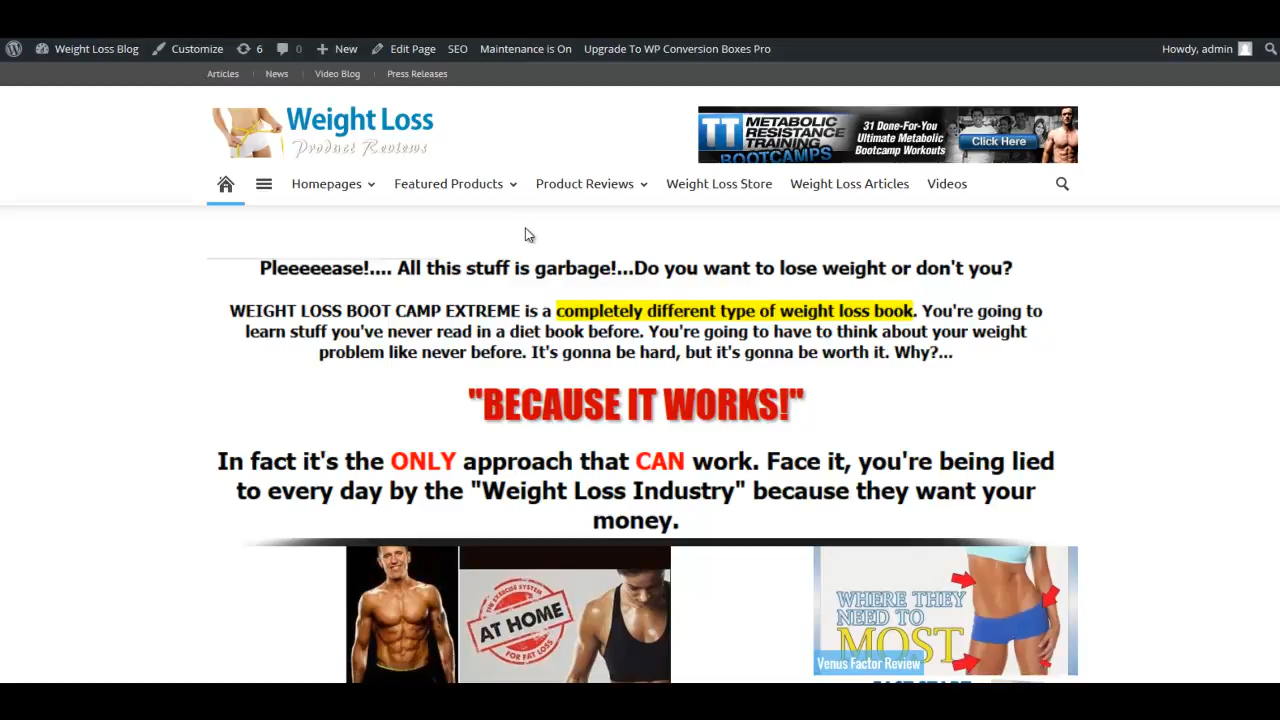 Weight Loss Blog Customize 6 0 New Edit Page SEO Maintenance is On Upgrade To WP Conversion Boxes Pro Howdy, admin
Articles News Video Blog Press Releases
Weight Loss
Product Reviews
TT METABOLIC
RESISTANCE
TRAINING
BOOTCAMPS
31 Done-For-You
Ultimate Metabolic
Bootcamp Workouts
Click Here
Homepages Featured Products Product Reviews Weight Loss Store Weight Loss Articles Videos
Pleeeeease!.... All this stuff is garbage!...Do you want to lose weight or don't you?
WEIGHT LOSS BOOT CAMP EXTREME is a completely different type of weight loss book. You're going to
learn stuff you've never read in a diet book before. You're going to have to think about your weight
problem like never before. It's gonna be hard, but it's gonna be worth it. Why?...
"BECAUSE IT WORKS!"
In fact it's the ONLY approach that CAN work. Face it, you're being lied
to every day by the "Weight Loss Industry" because they want your
money.
THE EXERCISE SYSTEM
AT HOME
FOR FAT LOSS
WHERE THEY
NEED TO
MOST
Venus Factor Review